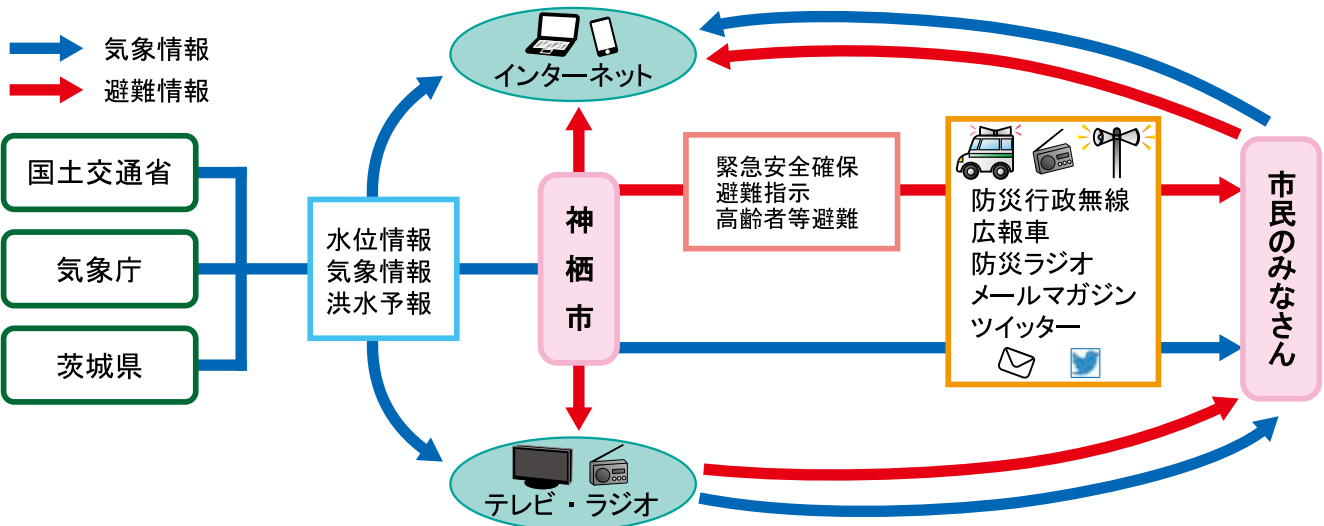 気象情報
避難情報
国土交通省
気象庁
茨城県
水位情報
気象情報
洪水予報
インターネット
神栖市
テレビ・ラジオ
緊急安全確保
避難指示
高齢者等避難
防災行政無線
広報車
防災ラジオ
メールマガジン
ツイッター
市民のみなさん